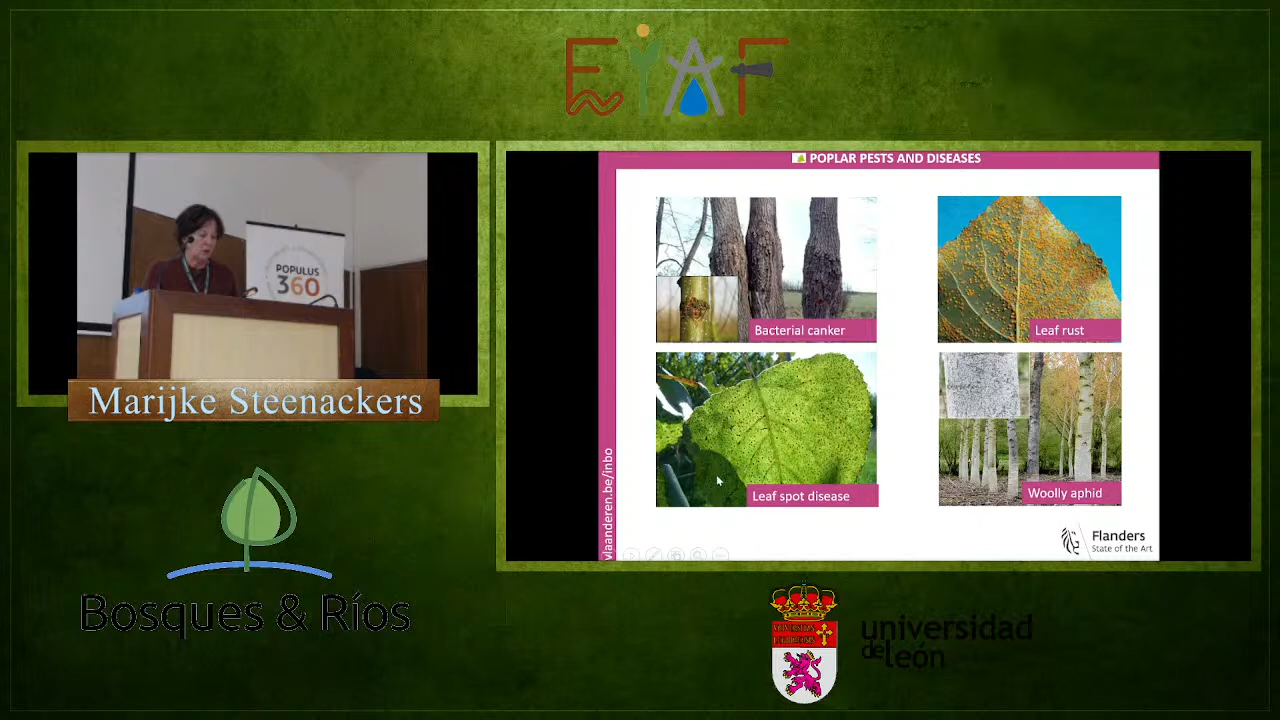 EIAF
POPLAR PESTS AND DISEASES
POPULUS
360
Marijke Steenackers
Bacterial canker
Leaf rust
Leaf spot disease
Woolly aphid
vlaanderen.be/inbo
Flanders
State of the Art
Bosques & Ríos
universidad
de león